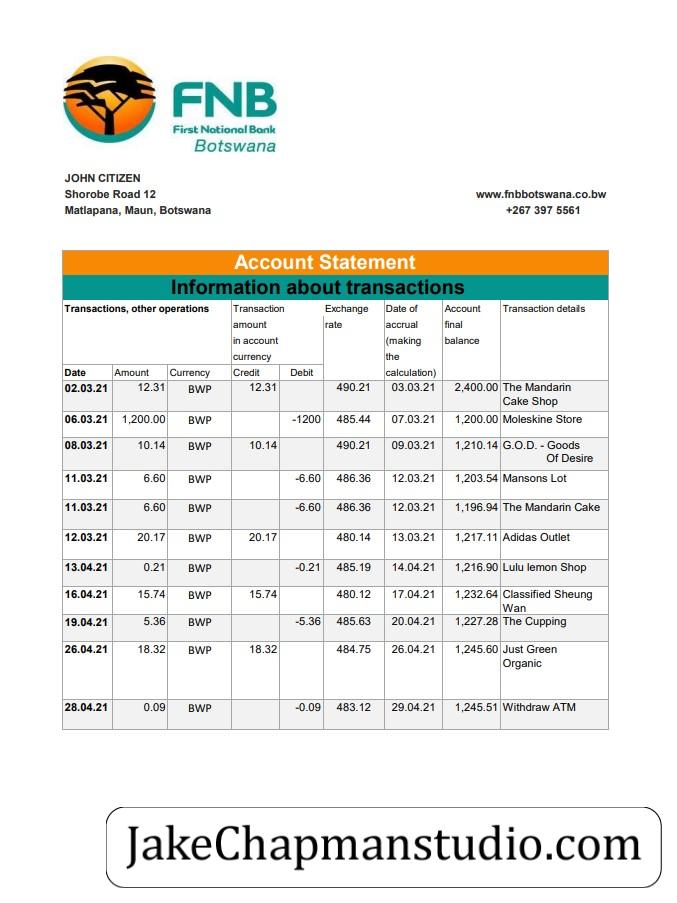 FNB
First National Bank
Botswana
JOHN CITIZEN
Shorobe Road 12
www.fnbbotswana.co.bw
Matlapana, Maun, Botswana
+267 397 5561
Account Statement
Information about transactions
Transactions, other operations
Transaction
amount
in account
currency
Exchange
rate
Date of
accrual
(making
the
calculation)
Account
final
balance
Transaction details
Date Amount Currency Credit Debit
02.03.21 12.31 BWP 12.31 490.21 03.03.21 2,400.00 The Mandarin
Cake Shop
06.03.21 1,200.00 BWP -1200 485.44 07.03.21 1,200.00 Moleskine Store
08.03.21 10.14 BWP 10.14 490.21 09.03.21 1,210.14 G.O.D. - Goods
Of Desire
11.03.21 6.60 BWP -6.60 486.36 12.03.21 1,203.54 Mansons Lot
11.03.21 6.60 BWP -6.60 486.36 12.03.21 1,196.94 The Mandarin Cake
12.03.21 20.17 BWP 20.17 480.14 13.03.21 1,217.11 Adidas Outlet
13.04.21 0.21 BWP -0.21 485.19 14.04.21 1,216.90 Lulu lemon Shop
16.04.21 15.74 BWP 15.74 480.12 17.04.21 1,232.64 Classified Sheung
Wan
19.04.21 5.36 BWP -5.36 485.63 20.04.21 1,227.28 The Cupping
26.04.21 18.32 BWP 18.32 484.75 26.04.21 1,245.60 Just Green
Organic
28.04.21 0.09 BWP -0.09 483.12 29.04.21 1,245.51 Withdraw ATM
JakeChapmanstudio.com